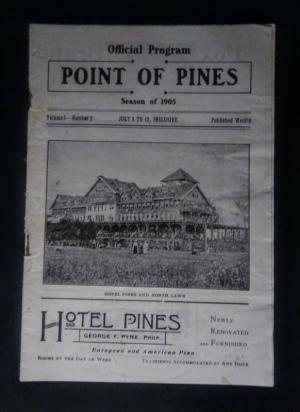 Official Program
POINT OF PINES
Season of 1905
Volume I—Number 3 JULY 8 TO 15, INCLUSIVE Published Weekly
HOTEL PINES AND NORTH LAWN
HOTEL PINES
GEORGE F. PYNE, PROP.
NEWLY
RENOVATED
AND FURNISHED
European and American Plan
ROOMS BY THE DAY OR WEEK TRANSIENTS ACCOMMODATED AT ANY HOUR